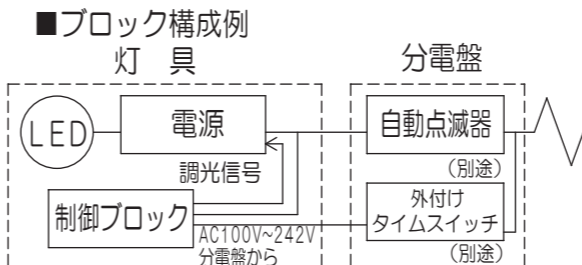 ■ブロック構成例
灯 具
分電盤
LED
電源
自動点滅器
(別途)
調光信号
制御ブロック
外付け
タイムスイッチ
(別途)
AC100V~242V
分電盤から